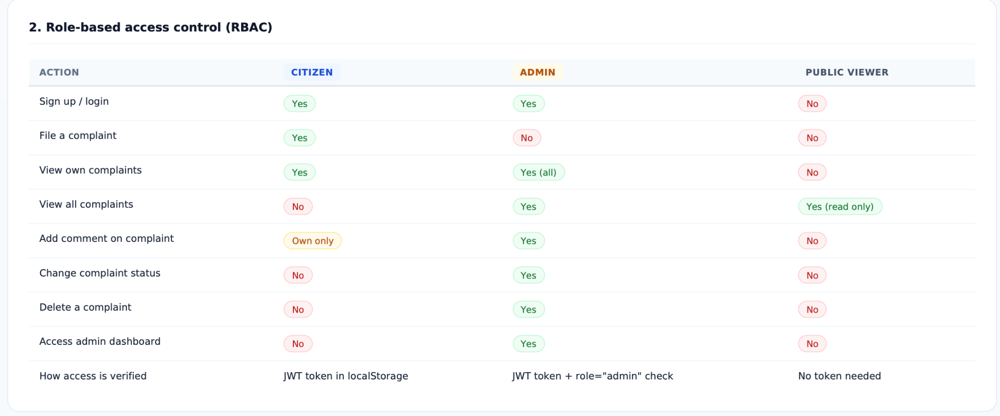 2. Role-based access control (RBAC)
ACTION CITIZEN ADMIN PUBLIC VIEWER
Sign up / login Yes Yes No
File a complaint Yes No No
View own complaints Yes Yes (all) No
View all complaints No Yes Yes (read only)
Add comment on complaint Own only Yes No
Change complaint status No Yes No
Delete a complaint No Yes No
Access admin dashboard No Yes No
How access is verified JWT token in localStorage JWT token + role="admin" check No token needed